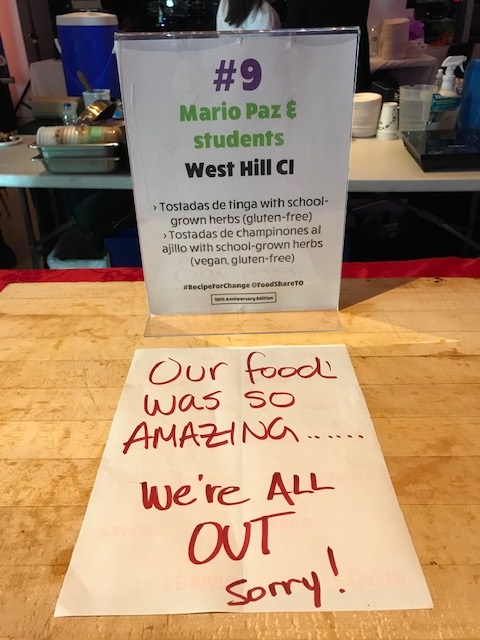 #9
Mario Paz &
students
West Hill CI
› Tostadas de tinga with school-
grown herbs (gluten-free)
› Tostadas de champinones al
ajillo with school-grown herbs
(vegan, gluten-free)
#RecipeForChange @FoodShareTO
10th Anniversary Edition
Our food
was so
AMAZING......
We're ALL
OUT
sorry!